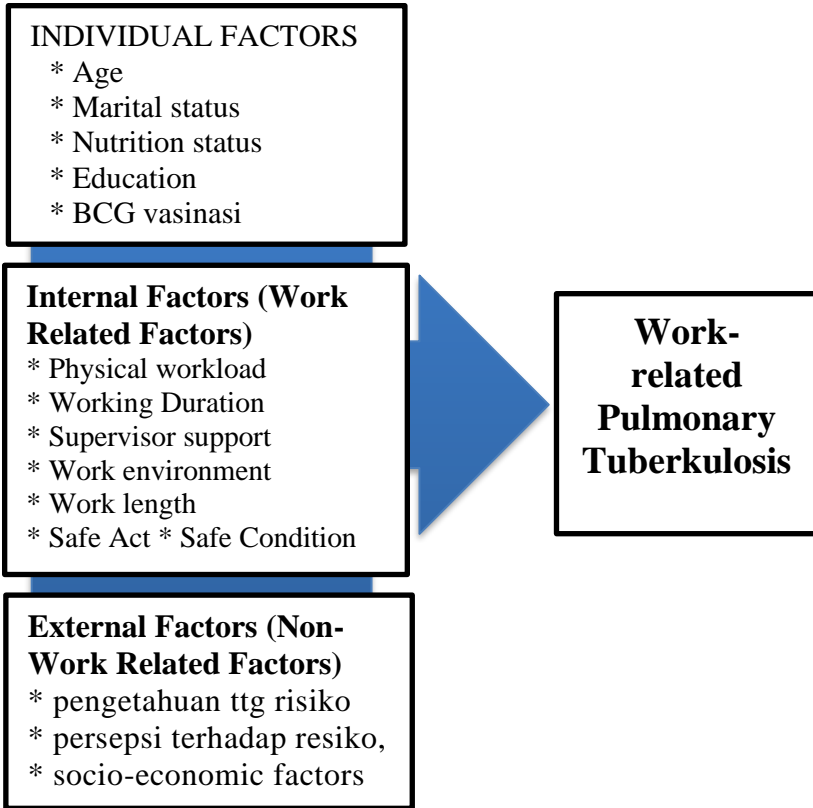 INDIVIDUAL FACTORS
* Age
* Marital status
* Nutrition status
* Education
* BCG vasinasi
Internal Factors (Work
Related Factors)
* Physical workload
* Working Duration
* Supervisor support
* Work environment
* Work length
* Safe Act * Safe Condition
External Factors (Non-
Work Related Factors)
* pengetahuan ttg risiko
* persepsi terhadap resiko,
* socio-economic factors
Work-
related
Pulmonary
Tuberkulosis